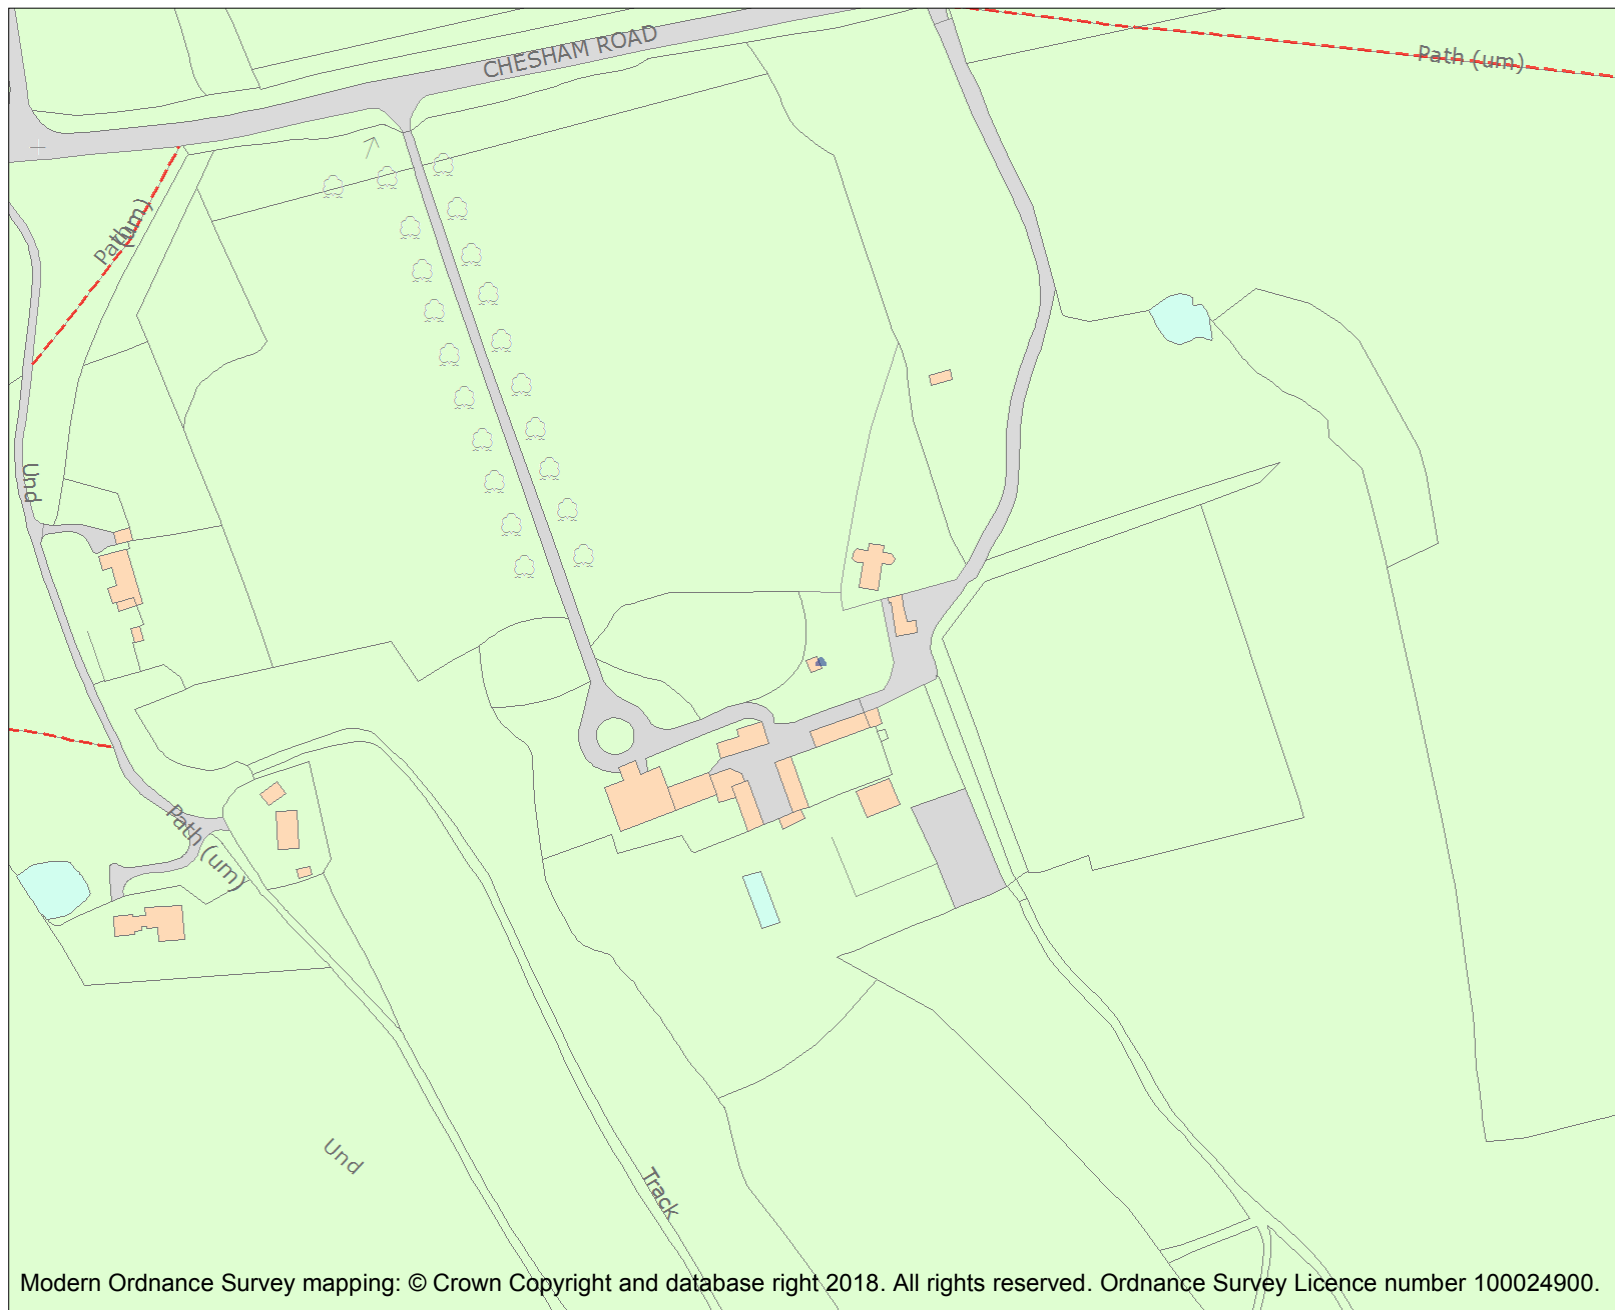 CHESHAM ROAD
Path (um)
Path (um)
Und
Path (um)
Und
Track
Modern Ordnance Survey mapping: © Crown Copyright and database right 2018. All rights reserved. Ordnance Survey Licence number 100024900.